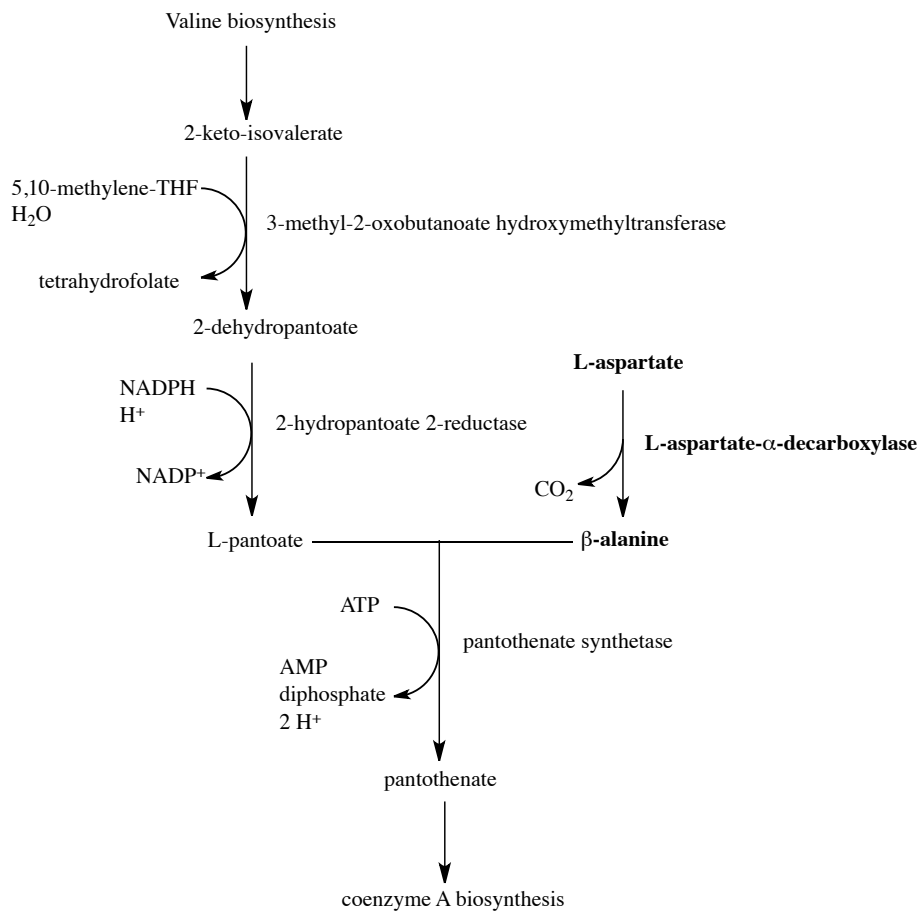 Valine biosynthesis
2-keto-isovalerate
5,10-methylene-THF
H₂O
3-methyl-2-oxobutanoate hydroxymethyltransferase
tetrahydrofolate
2-dehydropantoate
L-aspartate
NADPH
H⁺
2-hydropantoate 2-reductase
L-aspartate-α-decarboxylase
NADP⁺
CO₂
L-pantoate
β-alanine
ATP
pantothenate synthetase
AMP
diphosphate
2 H⁺
pantothenate
coenzyme A biosynthesis